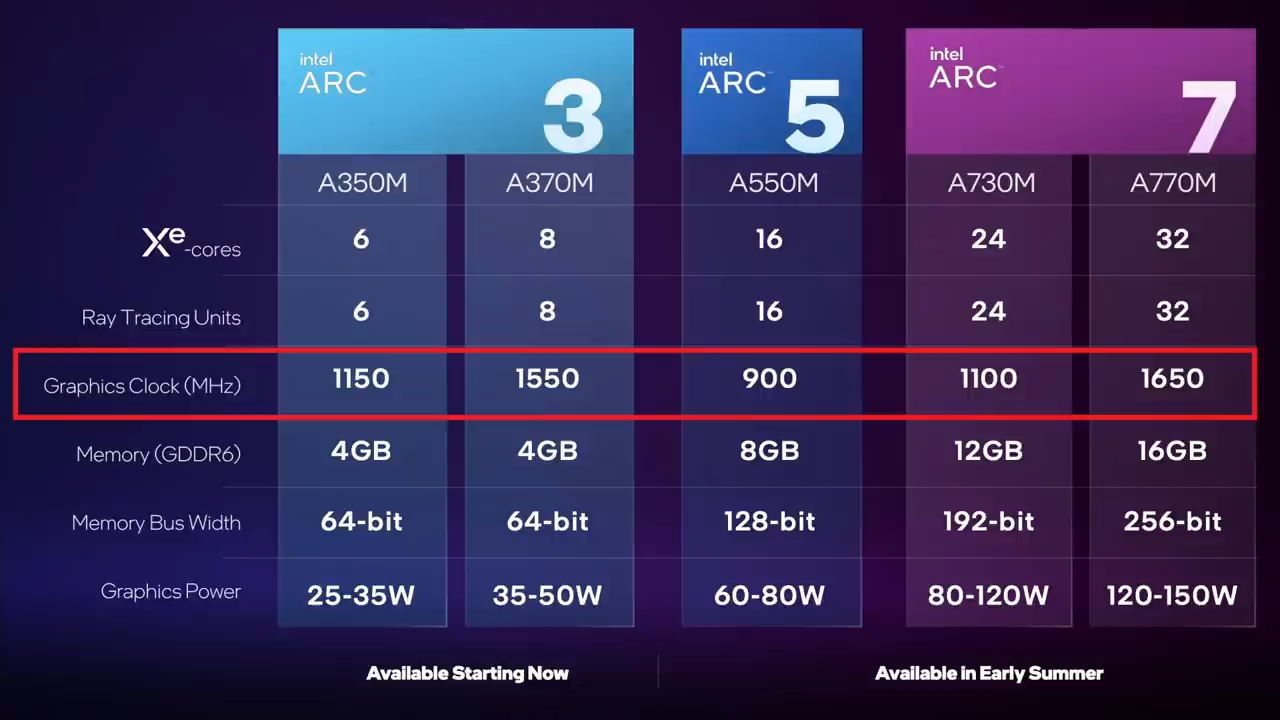 intel
ARC
3
intel
ARC™
5
intel
ARC™
7
A350M A370M A550M A730M A770M
Xe-cores 6 8 16 24 32
Ray Tracing Units 6 8 16 24 32
Graphics Clock (MHz) 1150 1550 900 1100 1650
Memory (GDDR6) 4GB 4GB 8GB 12GB 16GB
Memory Bus Width 64-bit 64-bit 128-bit 192-bit 256-bit
Graphics Power 25-35W 35-50W 60-80W 80-120W 120-150W
Available Starting Now Available in Early Summer